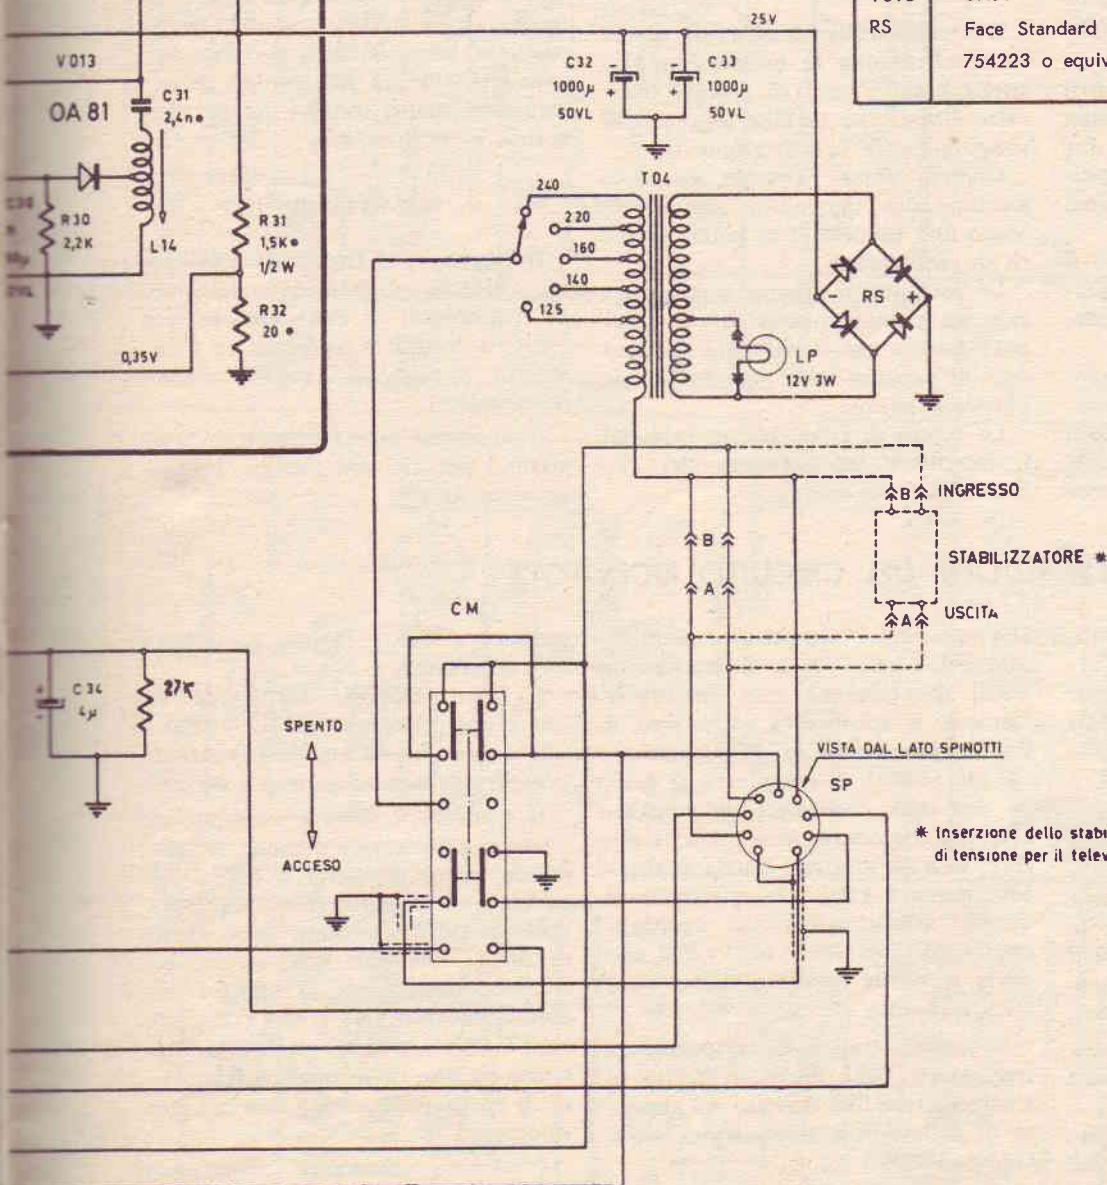 25V
RS
Face Standard
754223 o equiv
V013
OA 81
C31
2,4n•
C32
1000µ
50VL
C33
1000µ
50VL
T04
240
220
160
140
125
R30
2,2K
L14
R31
1,5K•
1/2 W
R32
20•
0,35V
RS
-
+
LP
12V 3W
B
INGRESSO
B
STABILIZZATORE *
A
A
USCITA
CM
C34
4µ
27K
SPENTO
ACCESO
VISTA DAL LATO SPINOTTI
SP
* Inserzione dello stabi
di tensione per il telev